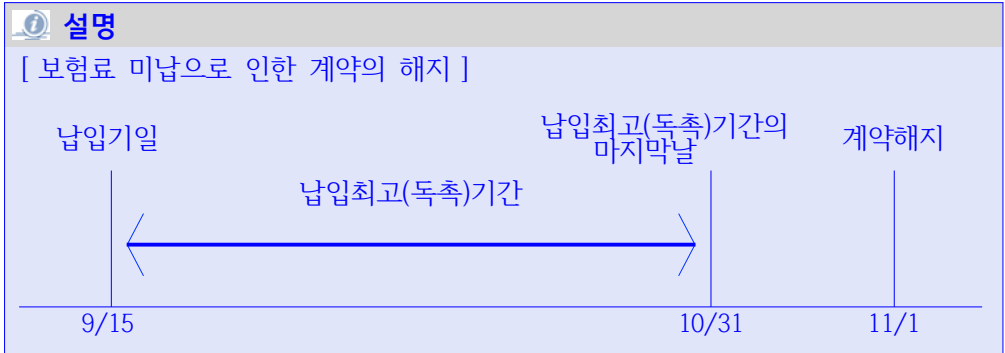 설명
[ 보험료 미납으로 인한 계약의 해지 ]
납입기일
납입최고(독촉)기간의
마지막날
계약해지
납입최고(독촉)기간
9/15
10/31
11/1